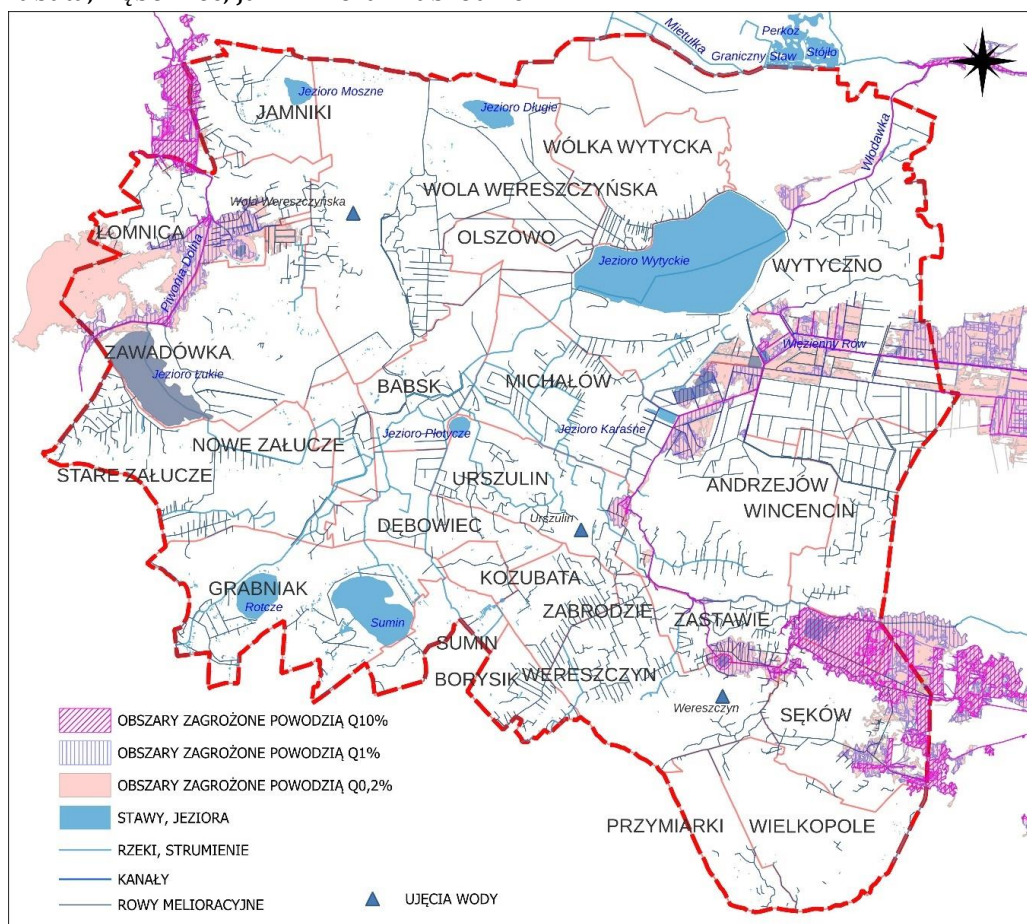 Perkoz
Mietułka
Graniczny Staw
Stójło
Jezioro Moszne
JAMNIKI
Jezioro Długie
Włodawka
WÓLKA WYTYCKA
WOLA WERESZCZYŃSKA
Wola Wereszczyńska
ŁOMNICA
OLSZOWO
Piwonia Dolna
Jezioro Wytyckie
WYTYCZNO
Więzienny Rów
ZAWADÓWKA
Jezioro Łukie
BABSK
MICHAŁÓW
Jezioro Płotycze
Jezioro Karaśne
NOWE ZAŁUCZE
STARE ZAŁUCZE
URSZULIN
ANDRZEJÓW
WINCENCIN
DĘBOWIEC
Urszulin
KOZUBATA
GRABNIAK
Rotcze
ZABRODZIE
ZASTAWIE
Sumin
SUMIN
BORYSIK
WERESZCZYN
Wereszczyn
SĘKÓW
PRZYMIARKI
WIELKOPOLE
OBSZARY ZAGROŻONE POWODZIĄ Q10%
OBSZARY ZAGROŻONE POWODZIĄ Q1%
OBSZARY ZAGROŻONE POWODZIĄ Q0,2%
STAWY, JEZIORA
RZEKI, STRUMIENIE
KANAŁY
ROWY MELIORACYJNE
UJĘCIA WODY